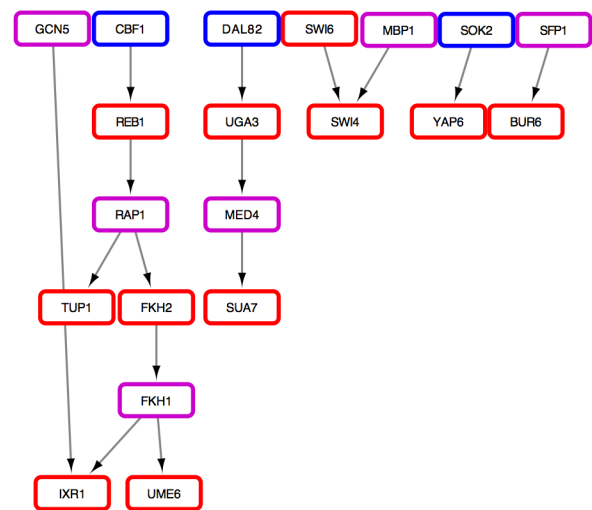 GCN5 CBF1 DAL82 SWI6 MBP1 SOK2 SFP1
REB1 UGA3 SWI4 YAP6 BUR6
RAP1 MED4
TUP1 FKH2 SUA7
FKH1
IXR1 UME6